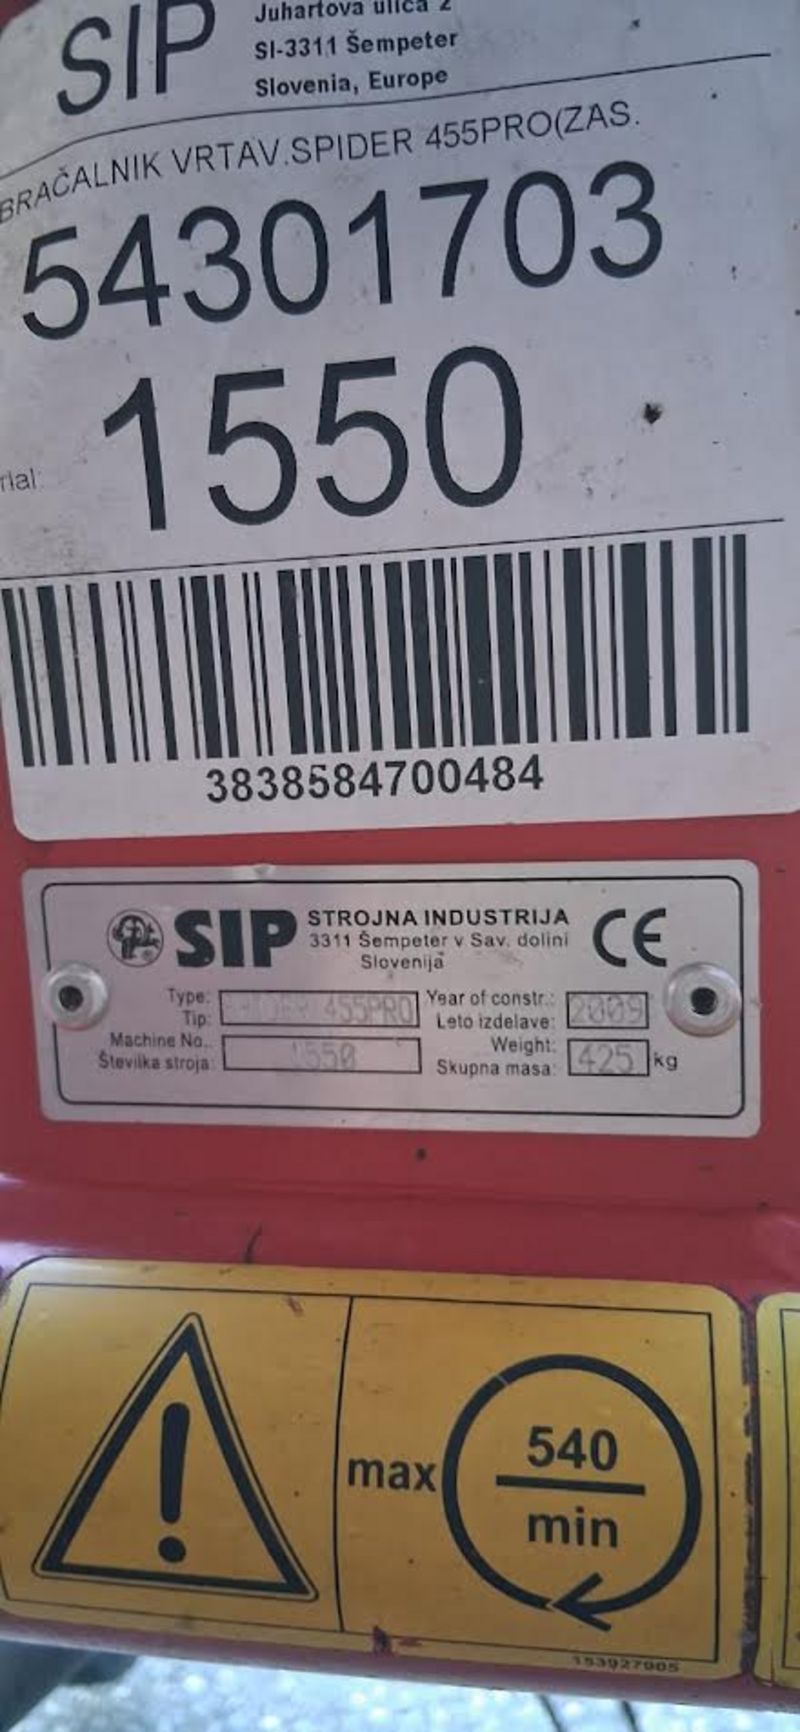 SIP
Juhartova ulica 2
SI-3311 Šempeter
Slovenia, Europe
BRAČALNIK VRTAV.SPIDER 455PRO(ZAS.
54301703
rial: 1550
3838584700484
SIP STROJNA INDUSTRIJA CE
3311 Šempeter v Sav. dolini
Slovenija
Type: Tip: SPIDER 455PRO
Year of constr.: Leto izdelave: 2009
Machine No.. Številka stroja: 1550
Weight: Skupna masa: 425 kg
max 540
min
153927005